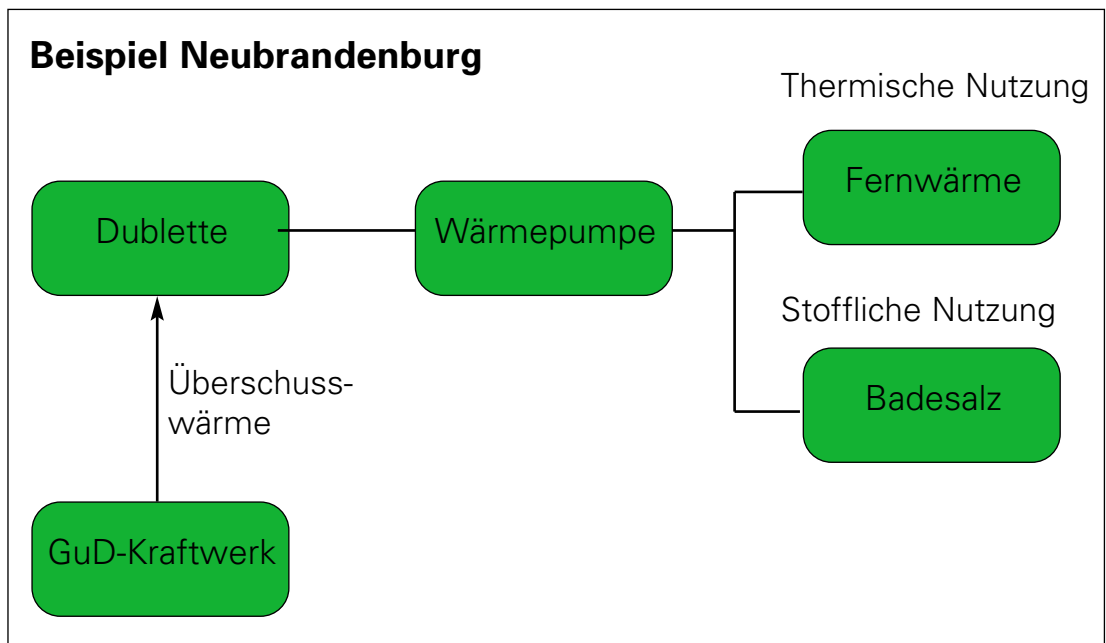 Beispiel Neubrandenburg
Thermische Nutzung
Fernwärme
Dublette
Wärmepumpe
Stoffliche Nutzung
Badesalz
Überschuss-
wärme
GuD-Kraftwerk